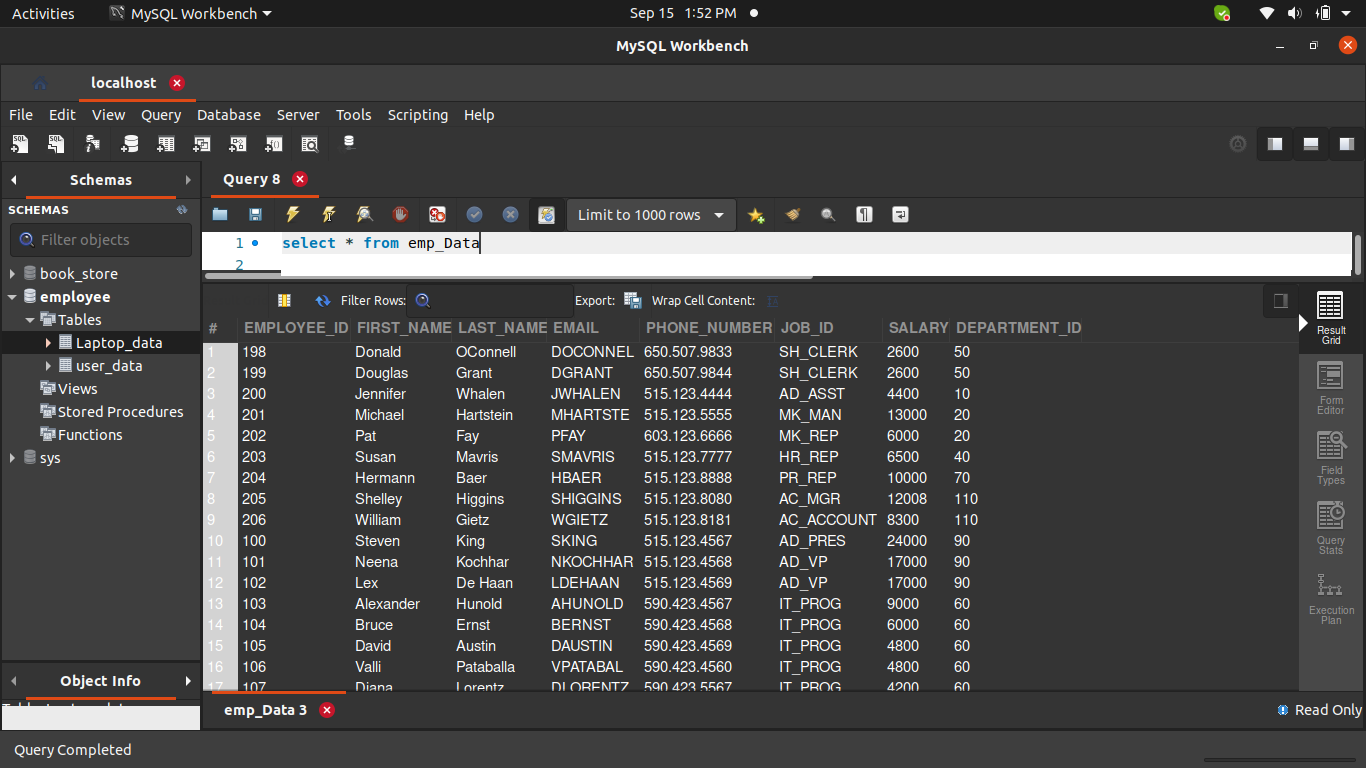 Activities MySQL Workbench Sep 15 1:52 PM
MySQL Workbench
localhost
File Edit View Query Database Server Tools Scripting Help
Schemas
SCHEMAS
Filter objects
book_store
employee
Tables
Laptop_data
user_data
Views
Stored Procedures
Functions
sys
Object Info
Query 8
Limit to 1000 rows
1 select * from emp_Data
2
Filter Rows: Export: Wrap Cell Content:
# EMPLOYEE_ID FIRST_NAME LAST_NAME EMAIL PHONE_NUMBER JOB_ID SALARY DEPARTMENT_ID
1 198 Donald OConnell DOCONNEL 650.507.9833 SH_CLERK 2600 50
2 199 Douglas Grant DGRANT 650.507.9844 SH_CLERK 2600 50
3 200 Jennifer Whalen JWHALEN 515.123.4444 AD_ASST 4400 10
4 201 Michael Hartstein MHARTSTE 515.123.5555 MK_MAN 13000 20
5 202 Pat Fay PFAY 603.123.6666 MK_REP 6000 20
6 203 Susan Mavris SMAVRIS 515.123.7777 HR_REP 6500 40
7 204 Hermann Baer HBAER 515.123.8888 PR_REP 10000 70
8 205 Shelley Higgins SHIGGINS 515.123.8080 AC_MGR 12008 110
9 206 William Gietz WGIETZ 515.123.8181 AC_ACCOUNT 8300 110
10 100 Steven King SKING 515.123.4567 AD_PRES 24000 90
11 101 Neena Kochhar NKOCHHAR 515.123.4568 AD_VP 17000 90
12 102 Lex De Haan LDEHAAN 515.123.4569 AD_VP 17000 90
13 103 Alexander Hunold AHUNOLD 590.423.4567 IT_PROG 9000 60
14 104 Bruce Ernst BERNST 590.423.4568 IT_PROG 6000 60
15 105 David Austin DAUSTIN 590.423.4569 IT_PROG 4800 60
16 106 Valli Pataballa VPATABAL 590.423.4560 IT_PROG 4800 60
17 107 Diana Lorentz DLORENTZ 590.423.5567 IT_PROG 4200 60
Result
Grid
Form
Editor
Field
Types
Query
Stats
Execution
Plan
emp_Data 3
Read Only
Query Completed